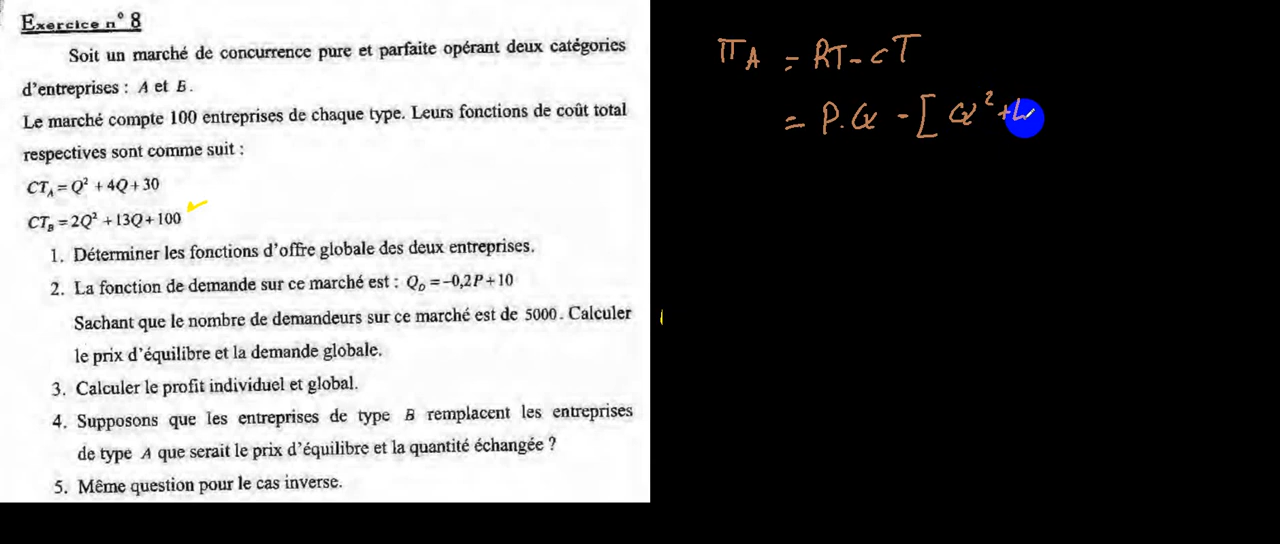 Exercice n° 8
Soit un marché de concurrence pure et parfaite opérant deux catégories
d'entreprises : A et B.
Le marché compte 100 entreprises de chaque type. Leurs fonctions de coût total
respectives sont comme suit :
CT_A = Q² + 4Q + 30
CT_B = 2Q² + 13Q + 100
1. Déterminer les fonctions d'offre globale des deux entreprises.
2. La fonction de demande sur ce marché est : Q_D = -0,2P + 10
Sachant que le nombre de demandeurs sur ce marché est de 5000. Calculer
le prix d'équilibre et la demande globale.
3. Calculer le profit individuel et global.
4. Supposons que les entreprises de type B remplacent les entreprises
de type A que serait le prix d'équilibre et la quantité échangée ?
5. Même question pour le cas inverse.
π_A = RT - CT
= P.Q - [Q² +